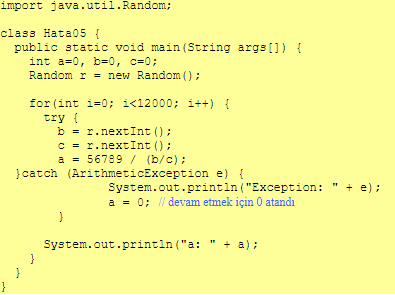 import java.util.Random;
class Hata05 {
public static void main(String args[]) {
int a=0, b=0, c=0;
Random r = new Random();
for(int i=0; i<12000; i++) {
try {
b = r.nextInt();
c = r.nextInt();
a = 56789 / (b/c);
}catch (ArithmeticException e) {
System.out.println("Exception: " + e);
a = 0; // devam etmek için 0 atandı
}
System.out.println("a: " + a);
}
}
}